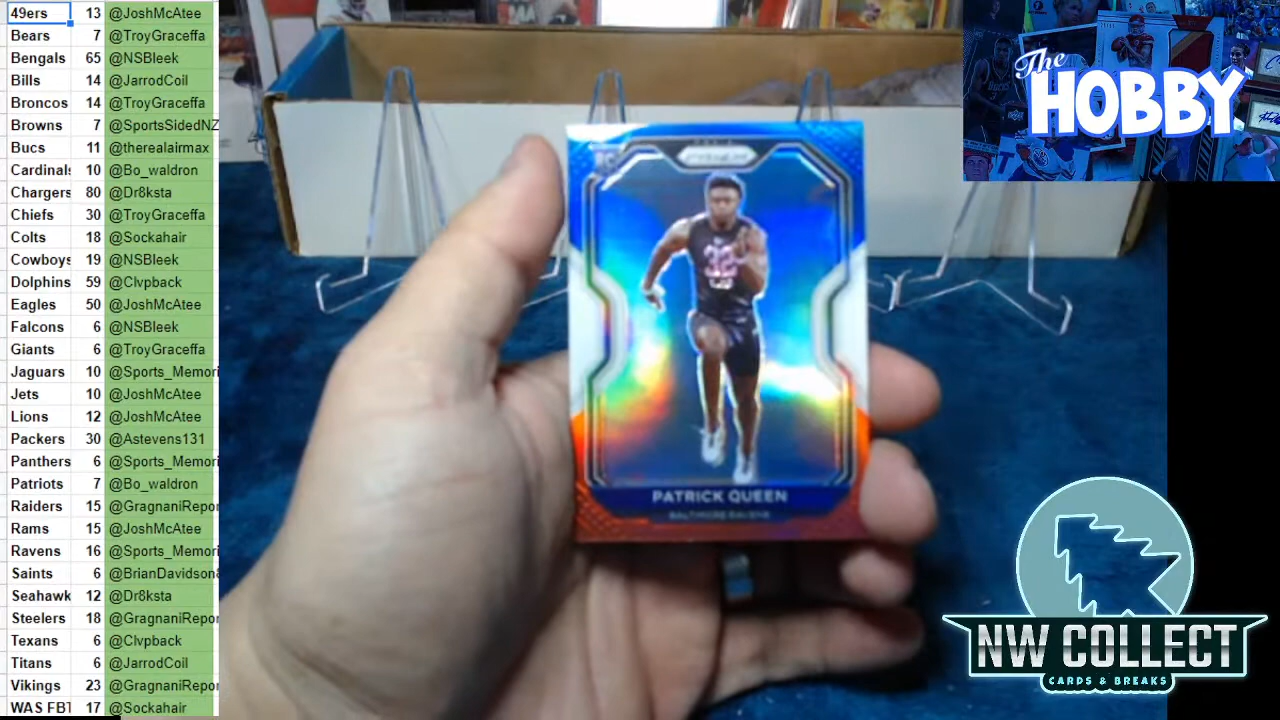 49ers 13 @JoshMcAtee
Bears 7 @TroyGraceffa
Bengals 65 @NSBleek
Bills 14 @JarrodCoil
Broncos 14 @TroyGraceffa
Browns 7 @SportsSidedNZ
Bucs 11 @therealairmax
Cardinals 10 @Bo_waldron
Chargers 80 @Dr8ksta
Chiefs 30 @TroyGraceffa
Colts 18 @Sockahair
Cowboys 19 @NSBleek
Dolphins 59 @Clvpback
Eagles 50 @JoshMcAtee
Falcons 6 @NSBleek
Giants 6 @TroyGraceffa
Jaguars 10 @Sports_Memori
Jets 10 @JoshMcAtee
Lions 12 @JoshMcAtee
Packers 30 @Astevens131
Panthers 6 @Sports_Memori
Patriots 7 @Bo_waldron
Raiders 15 @GragnaniRepor
Rams 15 @JoshMcAtee
Ravens 16 @Sports_Memori
Saints 6 @BrianDavidson
Seahawk 12 @Dr8ksta
Steelers 18 @GragnaniRepor
Texans 6 @Clvpback
Titans 6 @JarrodCoil
Vikings 23 @GragnaniRepor
WAS FBT 17 @Sockahair
The
HOBBY
RC
PRIZM
32
PATRICK QUEEN
BALTIMORE RAVENS
NW COLLECT
CARDS & BREAKS